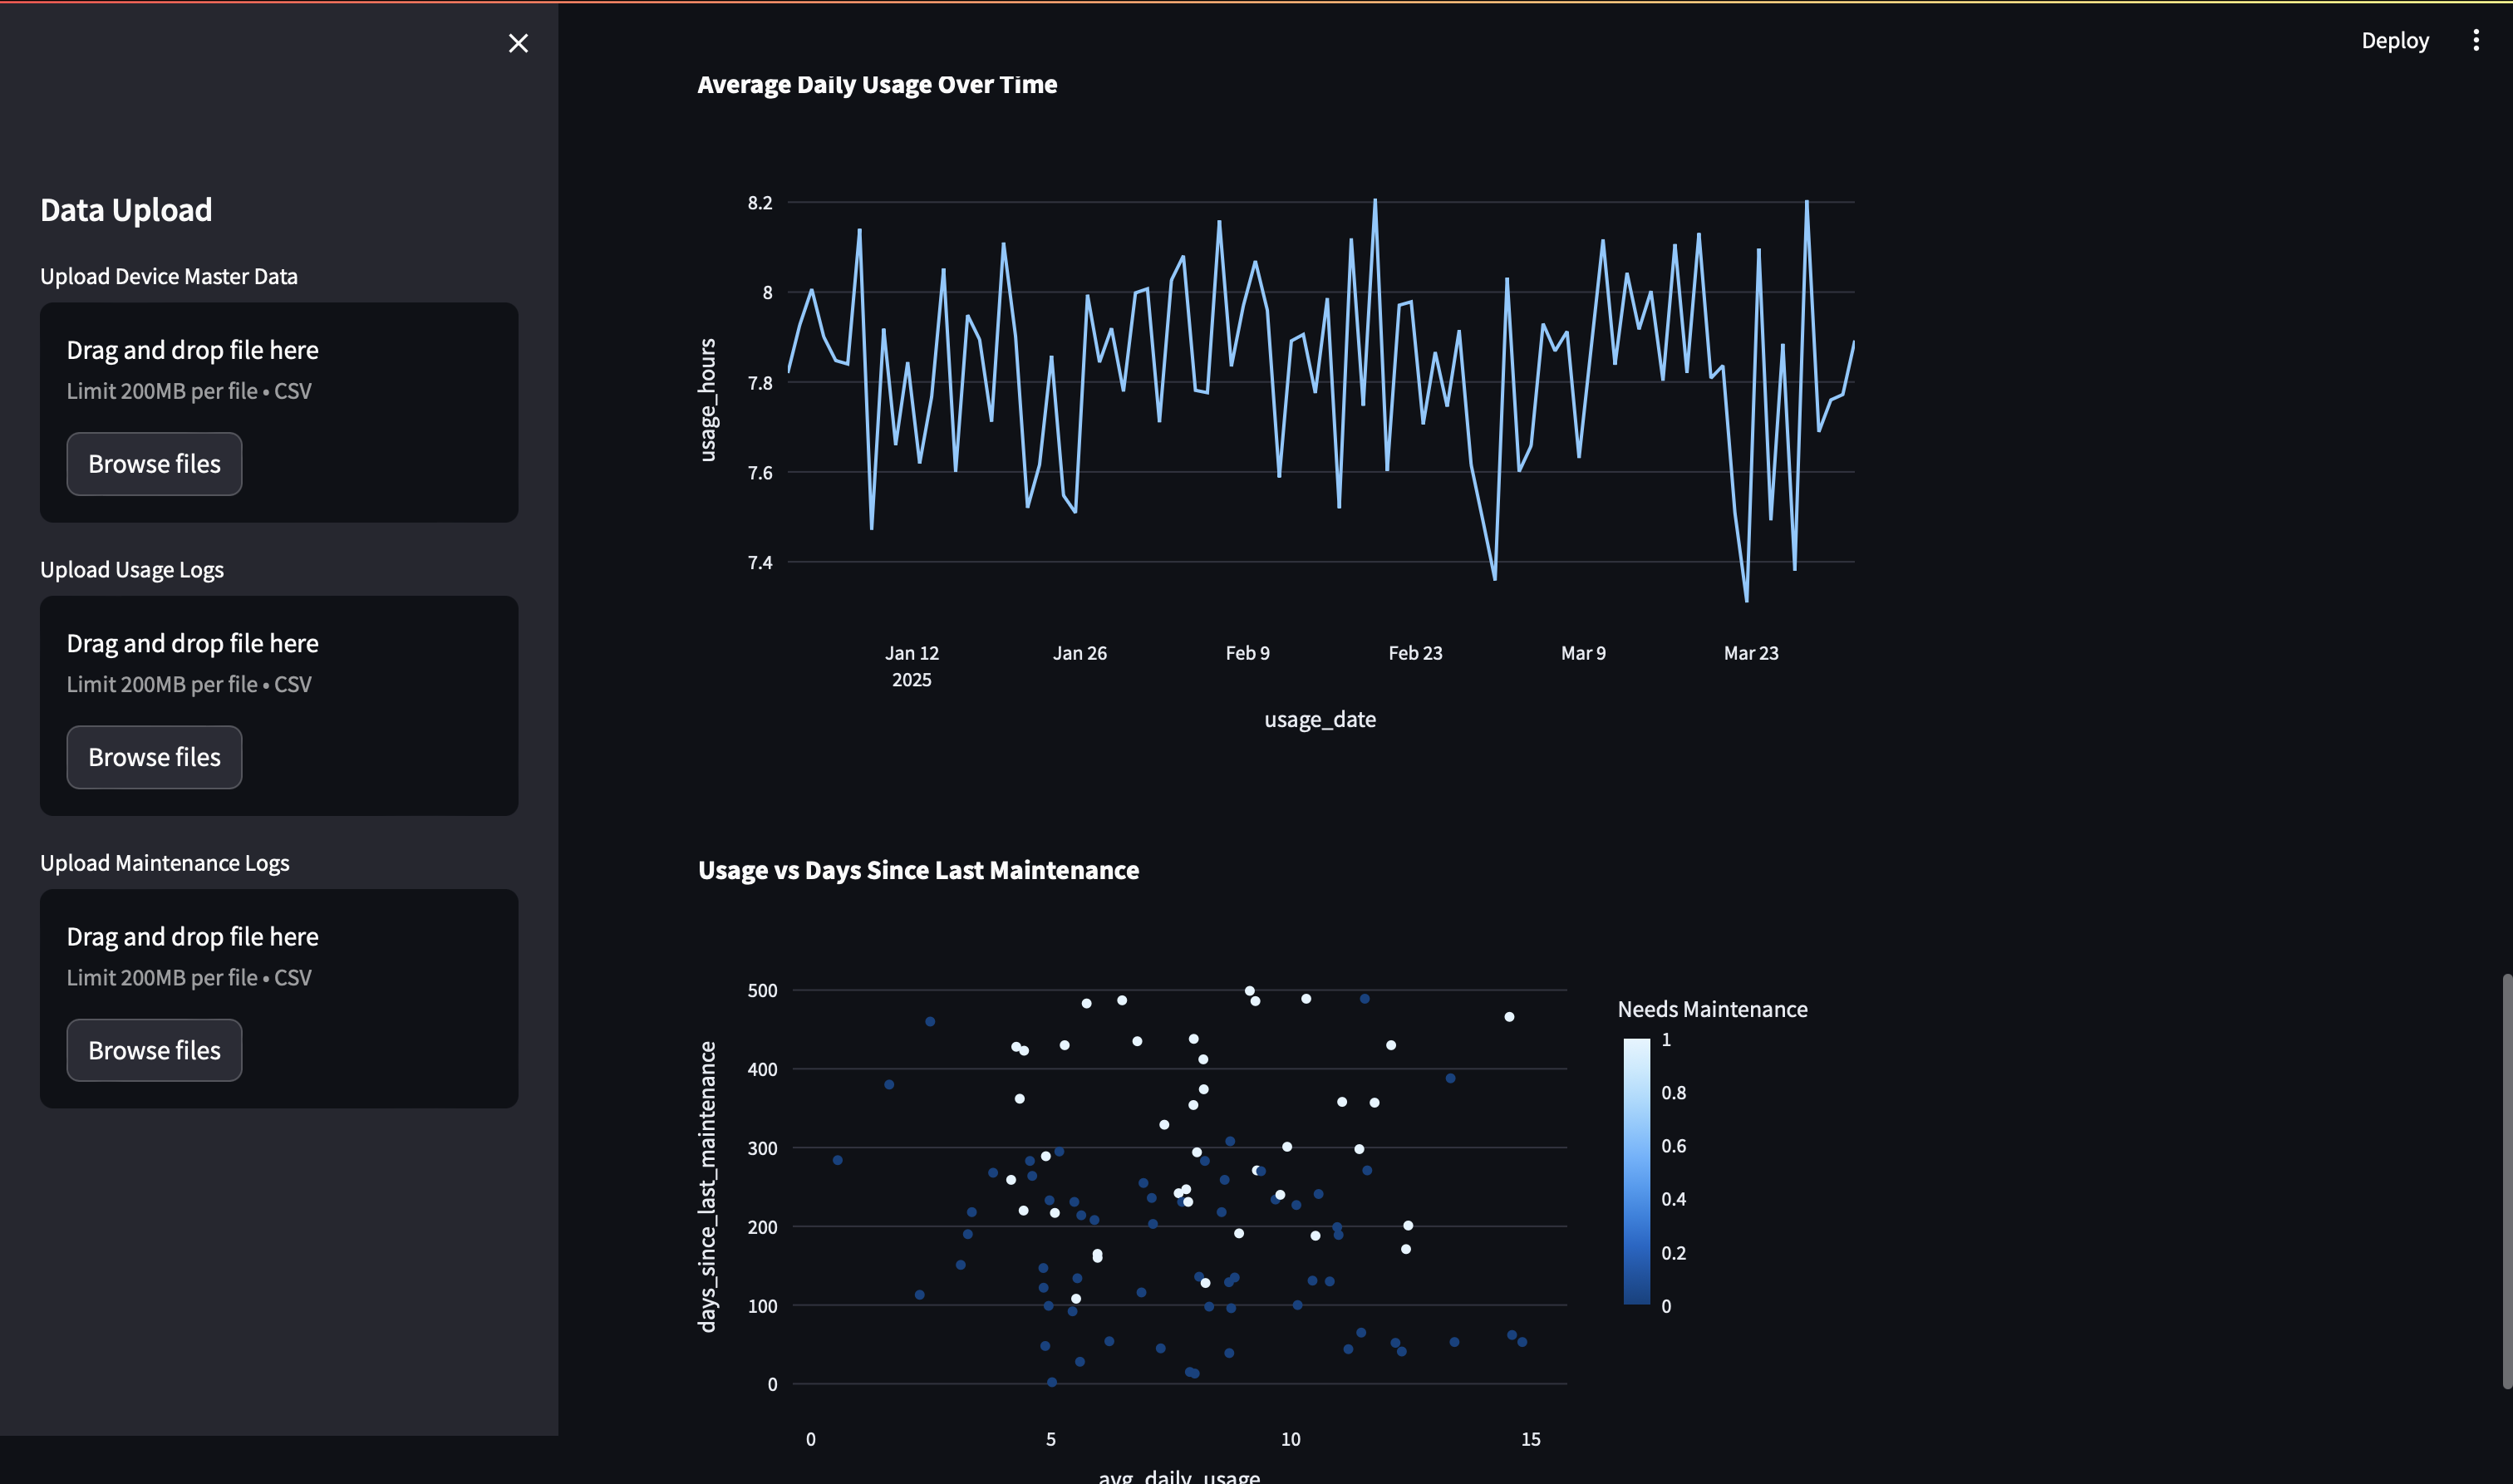 Deploy
Data Upload
Upload Device Master Data
Drag and drop file here
Limit 200MB per file • CSV
Browse files
Upload Usage Logs
Drag and drop file here
Limit 200MB per file • CSV
Browse files
Upload Maintenance Logs
Drag and drop file here
Limit 200MB per file • CSV
Browse files
Average Daily Usage Over Time
8.2
8
7.8
7.6
7.4
usage_hours
Jan 12
2025
Jan 26
Feb 9
Feb 23
Mar 9
Mar 23
usage_date
Usage vs Days Since Last Maintenance
500
400
300
200
100
0
days_since_last_maintenance
0
5
10
15
avg_daily_usage
Needs Maintenance
1
0.8
0.6
0.4
0.2
0